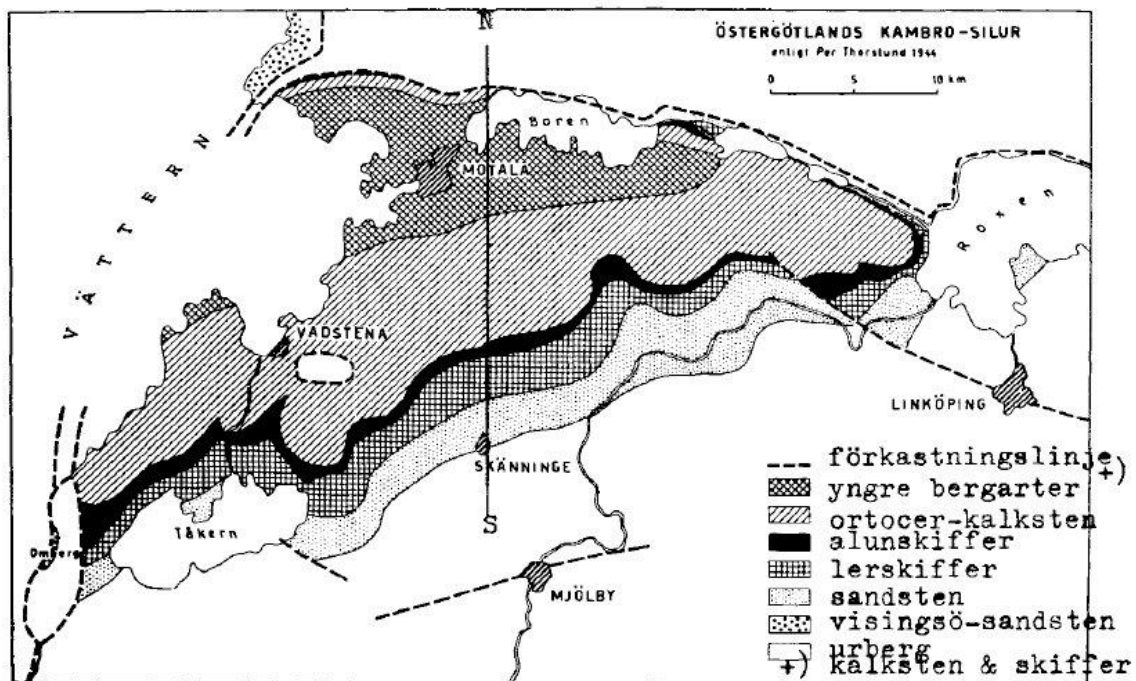 N
ÖSTERGÖTLANDS KAMBRO-SILUR
enligt Per Thorslund 1944
0 5 10 km
Boren
MOTALA
VÄTTERN
Roxen
VADSTENA
LINKÖPING
SKÄNNINGE
S
Tåkern
Omberg
MJÖLBY
förkastningslinje
yngre bergarter +)
ortocer-kalksten
alunskiffer
lerskiffer
sandsten
visingsö-sandsten
urberg
+) kalksten & skiffer